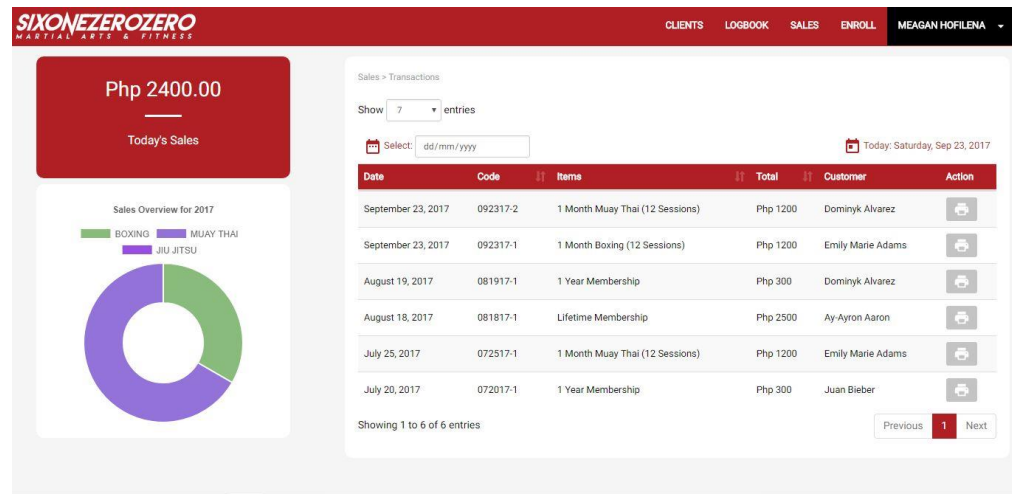 SIXONEZEROZERO
MARTIAL ARTS & FITNESS
CLIENTS LOGBOOK SALES ENROLL MEAGAN HOFILENA
Php 2400.00
Today's Sales
Sales Overview for 2017
BOXING MUAY THAI
JIU JITSU
Sales > Transactions
Show 7 entries
Select: dd/mm/yyyy Today: Saturday, Sep 23, 2017
Date Code Items Total Customer Action
September 23, 2017 092317-2 1 Month Muay Thai (12 Sessions) Php 1200 Dominyk Alvarez
September 23, 2017 092317-1 1 Month Boxing (12 Sessions) Php 1200 Emily Marie Adams
August 19, 2017 081917-1 1 Year Membership Php 300 Dominyk Alvarez
August 18, 2017 081817-1 Lifetime Membership Php 2500 Ay-Ayron Aaron
July 25, 2017 072517-1 1 Month Muay Thai (12 Sessions) Php 1200 Emily Marie Adams
July 20, 2017 072017-1 1 Year Membership Php 300 Juan Bieber
Showing 1 to 6 of 6 entries
Previous 1 Next